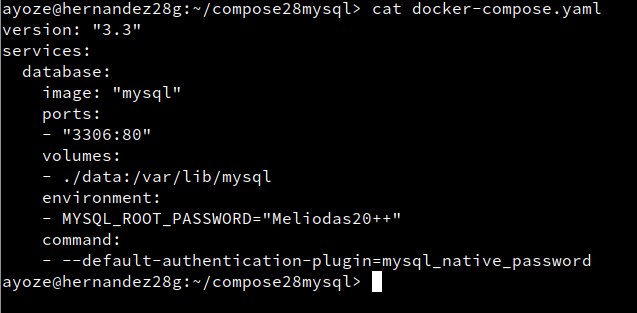 ayoze@hernandez28g:~/compose28mysql> cat docker-compose.yaml
version: "3.3"
services:
  database:
    image: "mysql"
    ports:
    - "3306:80"
    volumes:
    - ./data:/var/lib/mysql
    environment:
    - MYSQL_ROOT_PASSWORD="Meliodas20++"
    command:
    - --default-authentication-plugin=mysql_native_password
ayoze@hernandez28g:~/compose28mysql>